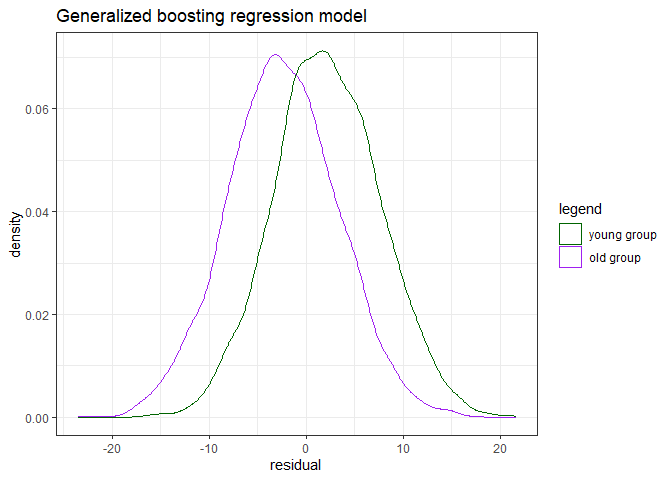 Generalized boosting regression model
0.06
0.04
0.02
0.00
density
-20
-10
0
10
20
residual
legend
young group
old group